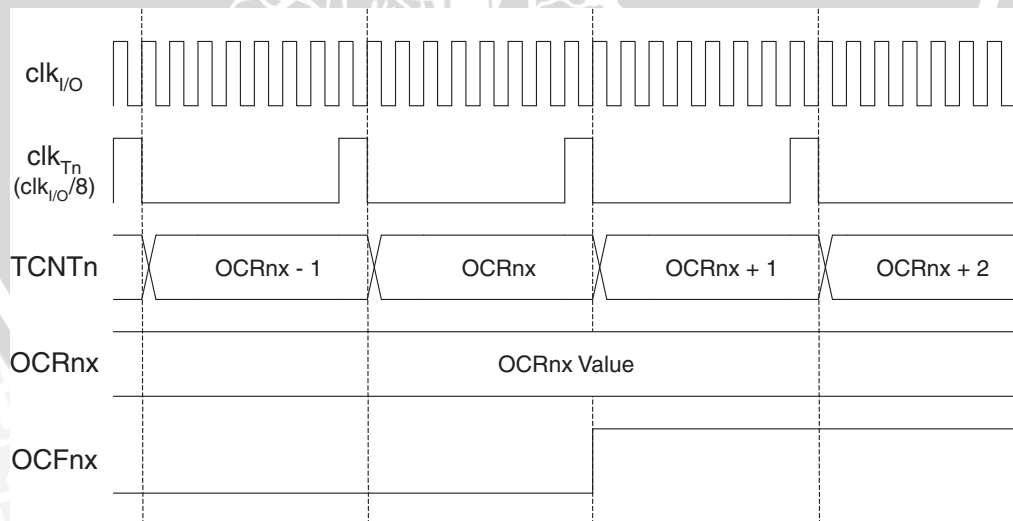 clkI/O
clkTn
(clkI/O/8)
TCNTn
OCRnx - 1
OCRnx
OCRnx + 1
OCRnx + 2
OCRnx
OCRnx Value
OCFnx